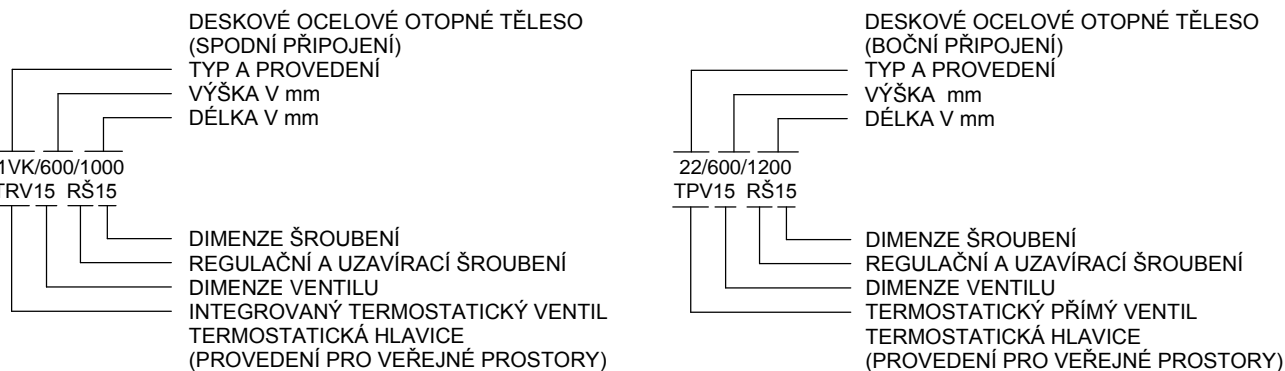 DESKOVÉ OCELOVÉ OTOPNÉ TĚLESO
(SPODNÍ PŘIPOJENÍ)
TYP A PROVEDENÍ
VÝŠKA V mm
DÉLKA V mm
1VK/600/1000
TRV15 RŠ15
DIMENZE ŠROUBENÍ
REGULAČNÍ A UZAVÍRACÍ ŠROUBENÍ
DIMENZE VENTILU
INTEGROVANÝ TERMOSTATICKÝ VENTIL
TERMOSTATICKÁ HLAVICE
(PROVEDENÍ PRO VEŘEJNÉ PROSTORY)
DESKOVÉ OCELOVÉ OTOPNÉ TĚLESO
(BOČNÍ PŘIPOJENÍ)
TYP A PROVEDENÍ
VÝŠKA mm
DÉLKA V mm
22/600/1200
TPV15 RŠ15
DIMENZE ŠROUBENÍ
REGULAČNÍ A UZAVÍRACÍ ŠROUBENÍ
DIMENZE VENTILU
TERMOSTATICKÝ PŘÍMÝ VENTIL
TERMOSTATICKÁ HLAVICE
(PROVEDENÍ PRO VEŘEJNÉ PROSTORY)